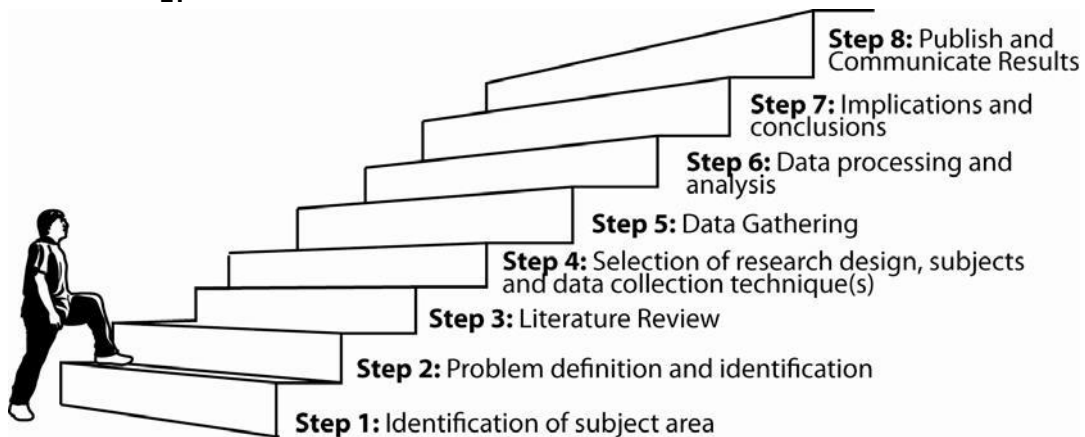 Step 8: Publish and
Communicate Results
Step 7: Implications and
conclusions
Step 6: Data processing and
analysis
Step 5: Data Gathering
Step 4: Selection of research design, subjects
and data collection technique(s)
Step 3: Literature Review
Step 2: Problem definition and identification
Step 1: Identification of subject area